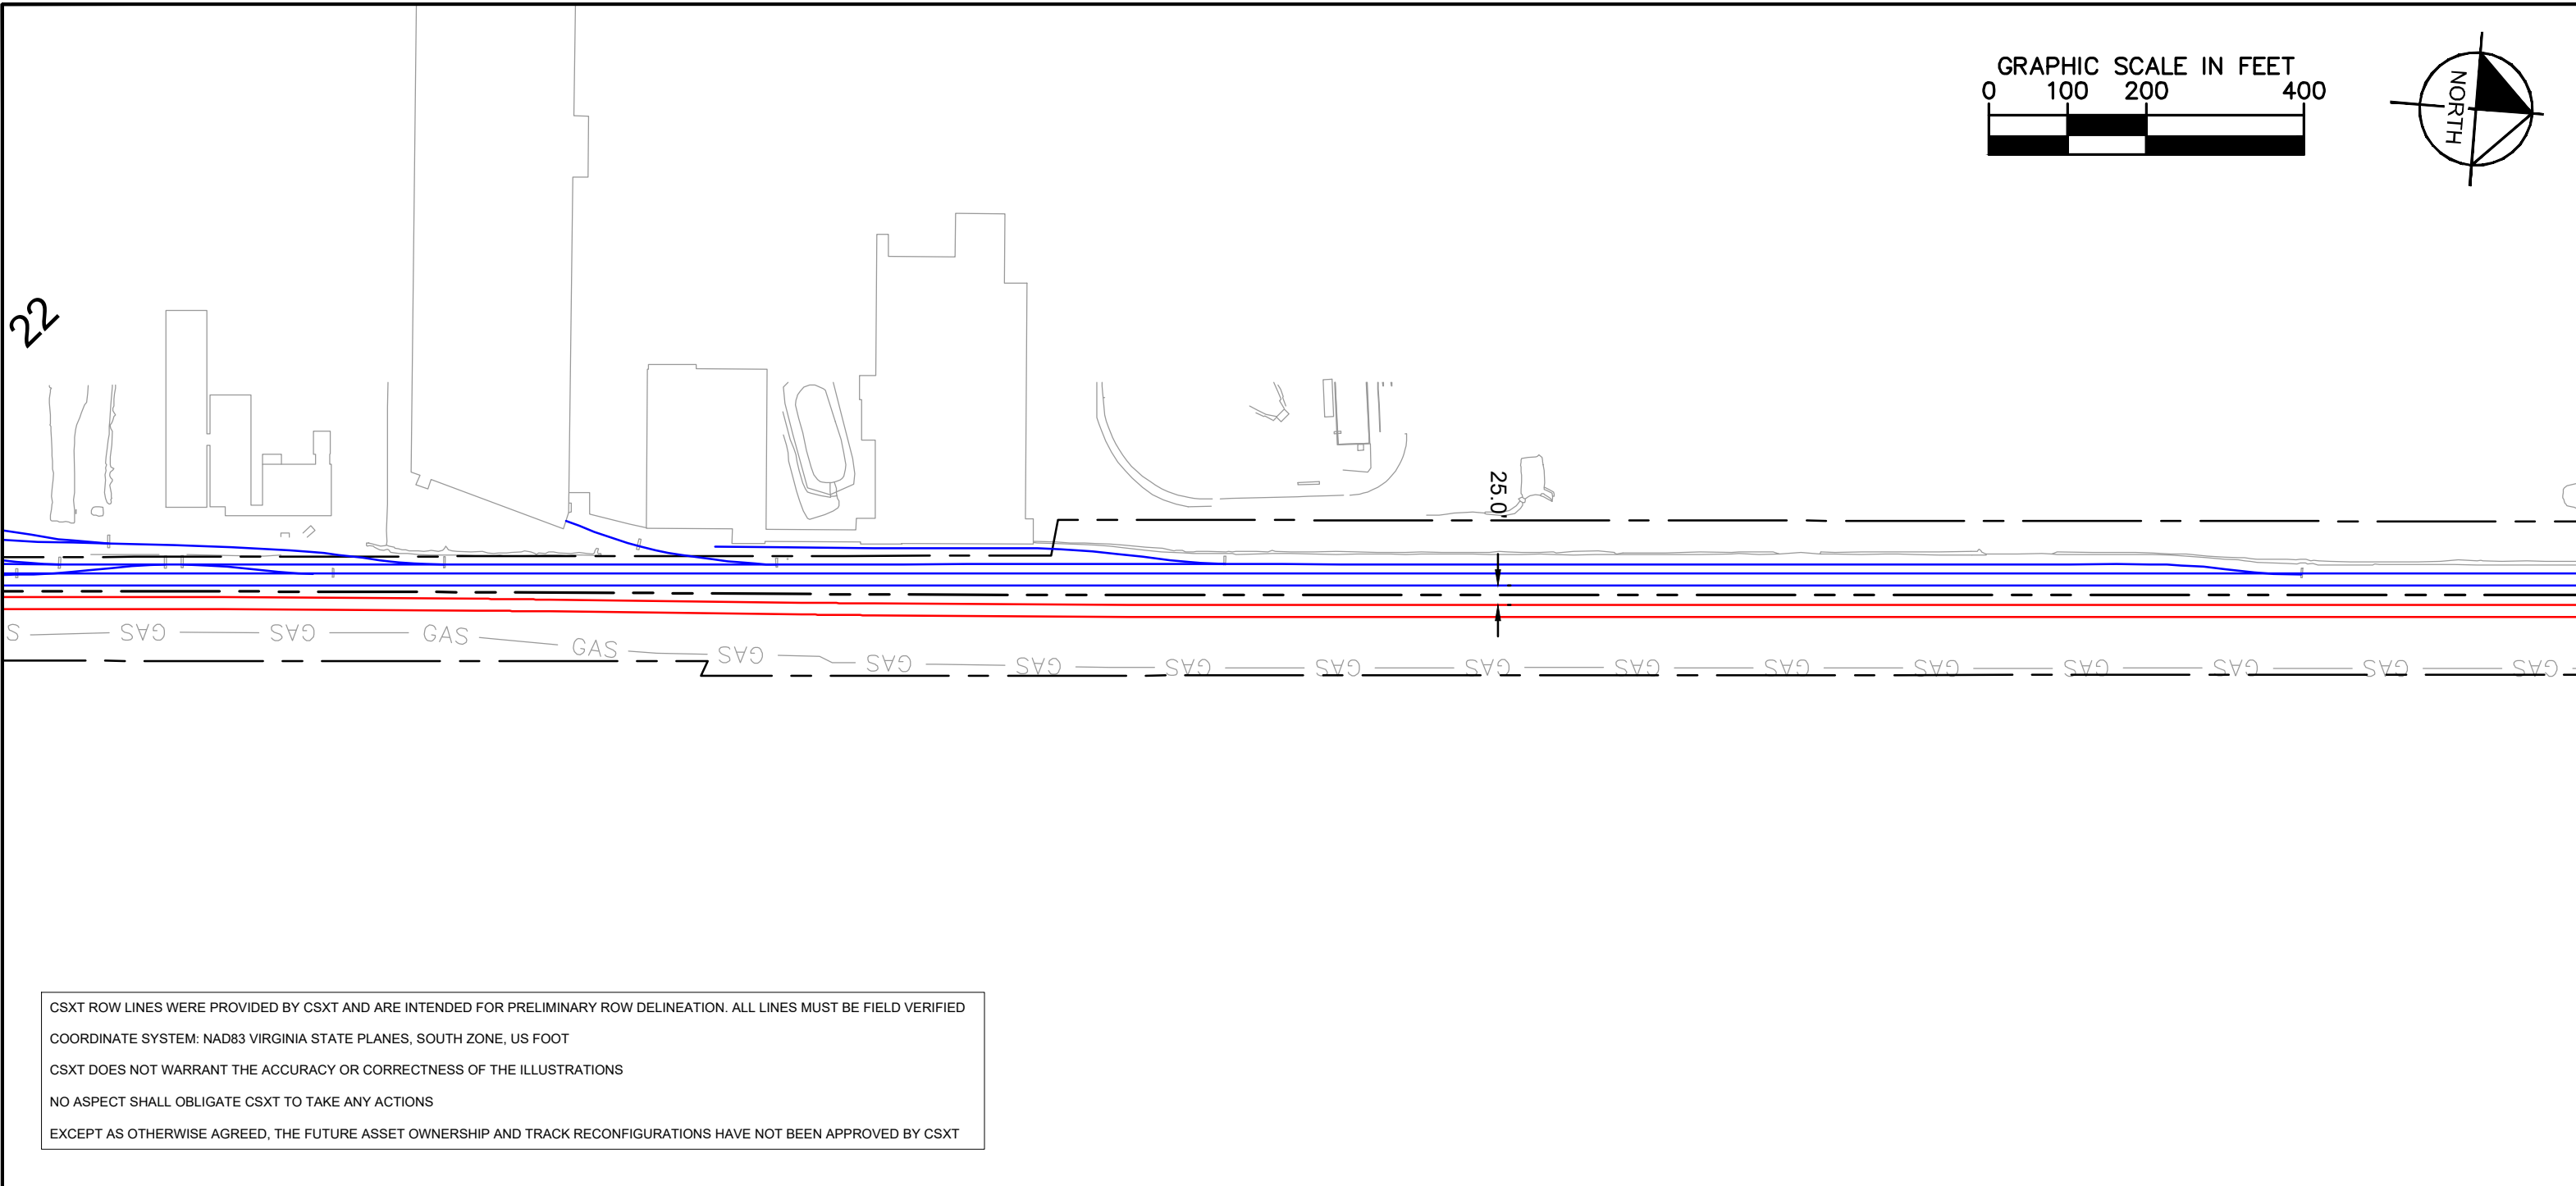 GRAPHIC SCALE IN FEET
0 100 200 400
NORTH
22
25.0'
S GAS GAS GAS GAS GAS GAS GAS GAS GAS GAS GAS GAS GAS GAS GAS GAS GAS
CSXT ROW LINES WERE PROVIDED BY CSXT AND ARE INTENDED FOR PRELIMINARY ROW DELINEATION. ALL LINES MUST BE FIELD VERIFIED
COORDINATE SYSTEM: NAD83 VIRGINIA STATE PLANES, SOUTH ZONE, US FOOT
CSXT DOES NOT WARRANT THE ACCURACY OR CORRECTNESS OF THE ILLUSTRATIONS
NO ASPECT SHALL OBLIGATE CSXT TO TAKE ANY ACTIONS
EXCEPT AS OTHERWISE AGREED, THE FUTURE ASSET OWNERSHIP AND TRACK RECONFIGURATIONS HAVE NOT BEEN APPROVED BY CSXT